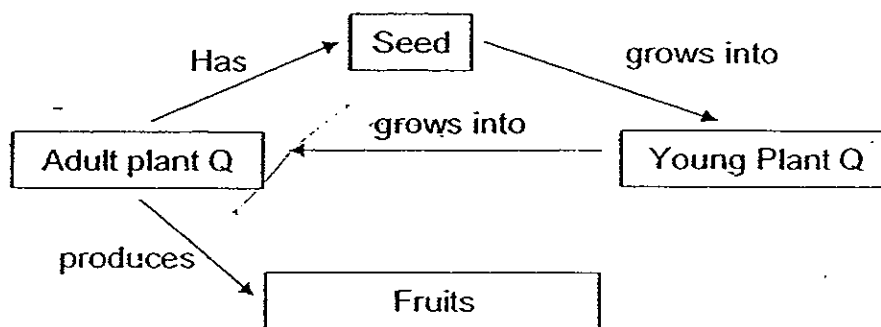 Seed
Has
grows into
grows into
Adult plant Q
Young Plant Q
produces
Fruits